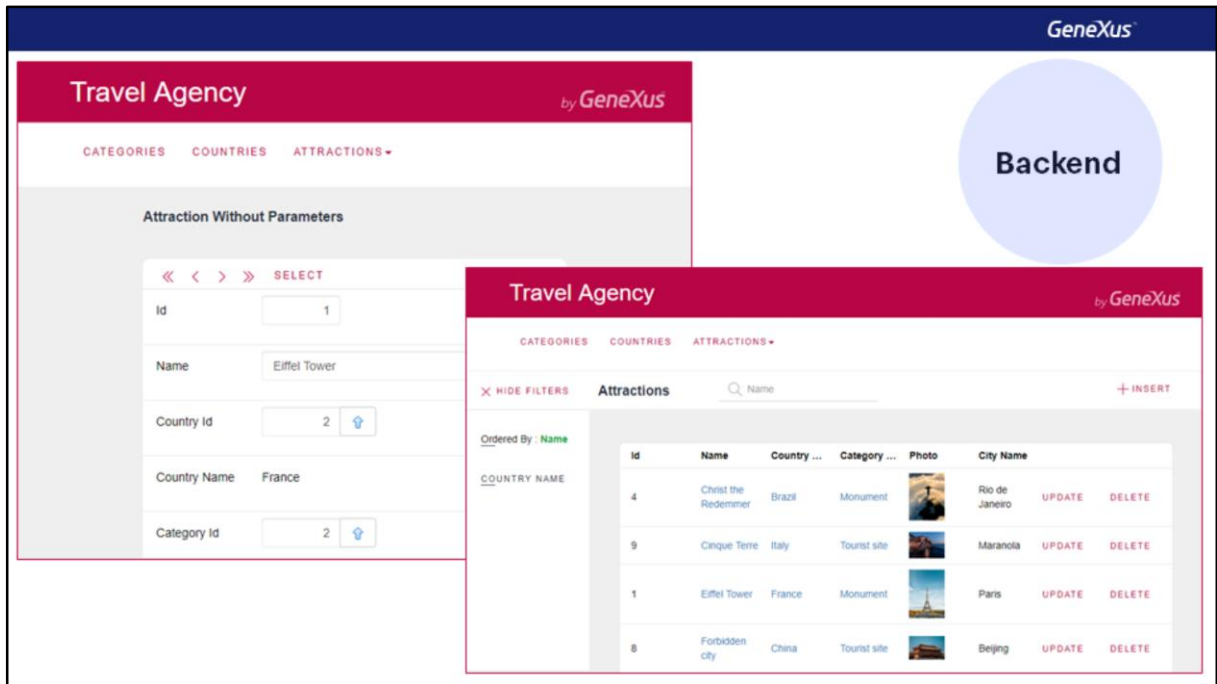 GeneXus
Travel Agency
by GeneXus
CATEGORIES COUNTRIES ATTRACTIONS
Attraction Without Parameters
SELECT
Id 1
Name Eiffel Tower
Country Id 2
Country Name France
Category Id 2
Backend
Travel Agency
by GeneXus
CATEGORIES COUNTRIES ATTRACTIONS
HIDE FILTERS Attractions Name INSERT
Ordered By : Name
COUNTRY NAME
Id Name Country ... Category ... Photo City Name
4 Christ the Redemmer Brazil Monument Rio de Janeiro UPDATE DELETE
9 Cinque Terre Italy Tourist site Maranola UPDATE DELETE
1 Eiffel Tower France Monument Paris UPDATE DELETE
8 Forbidden city China Tourist site Beijing UPDATE DELETE